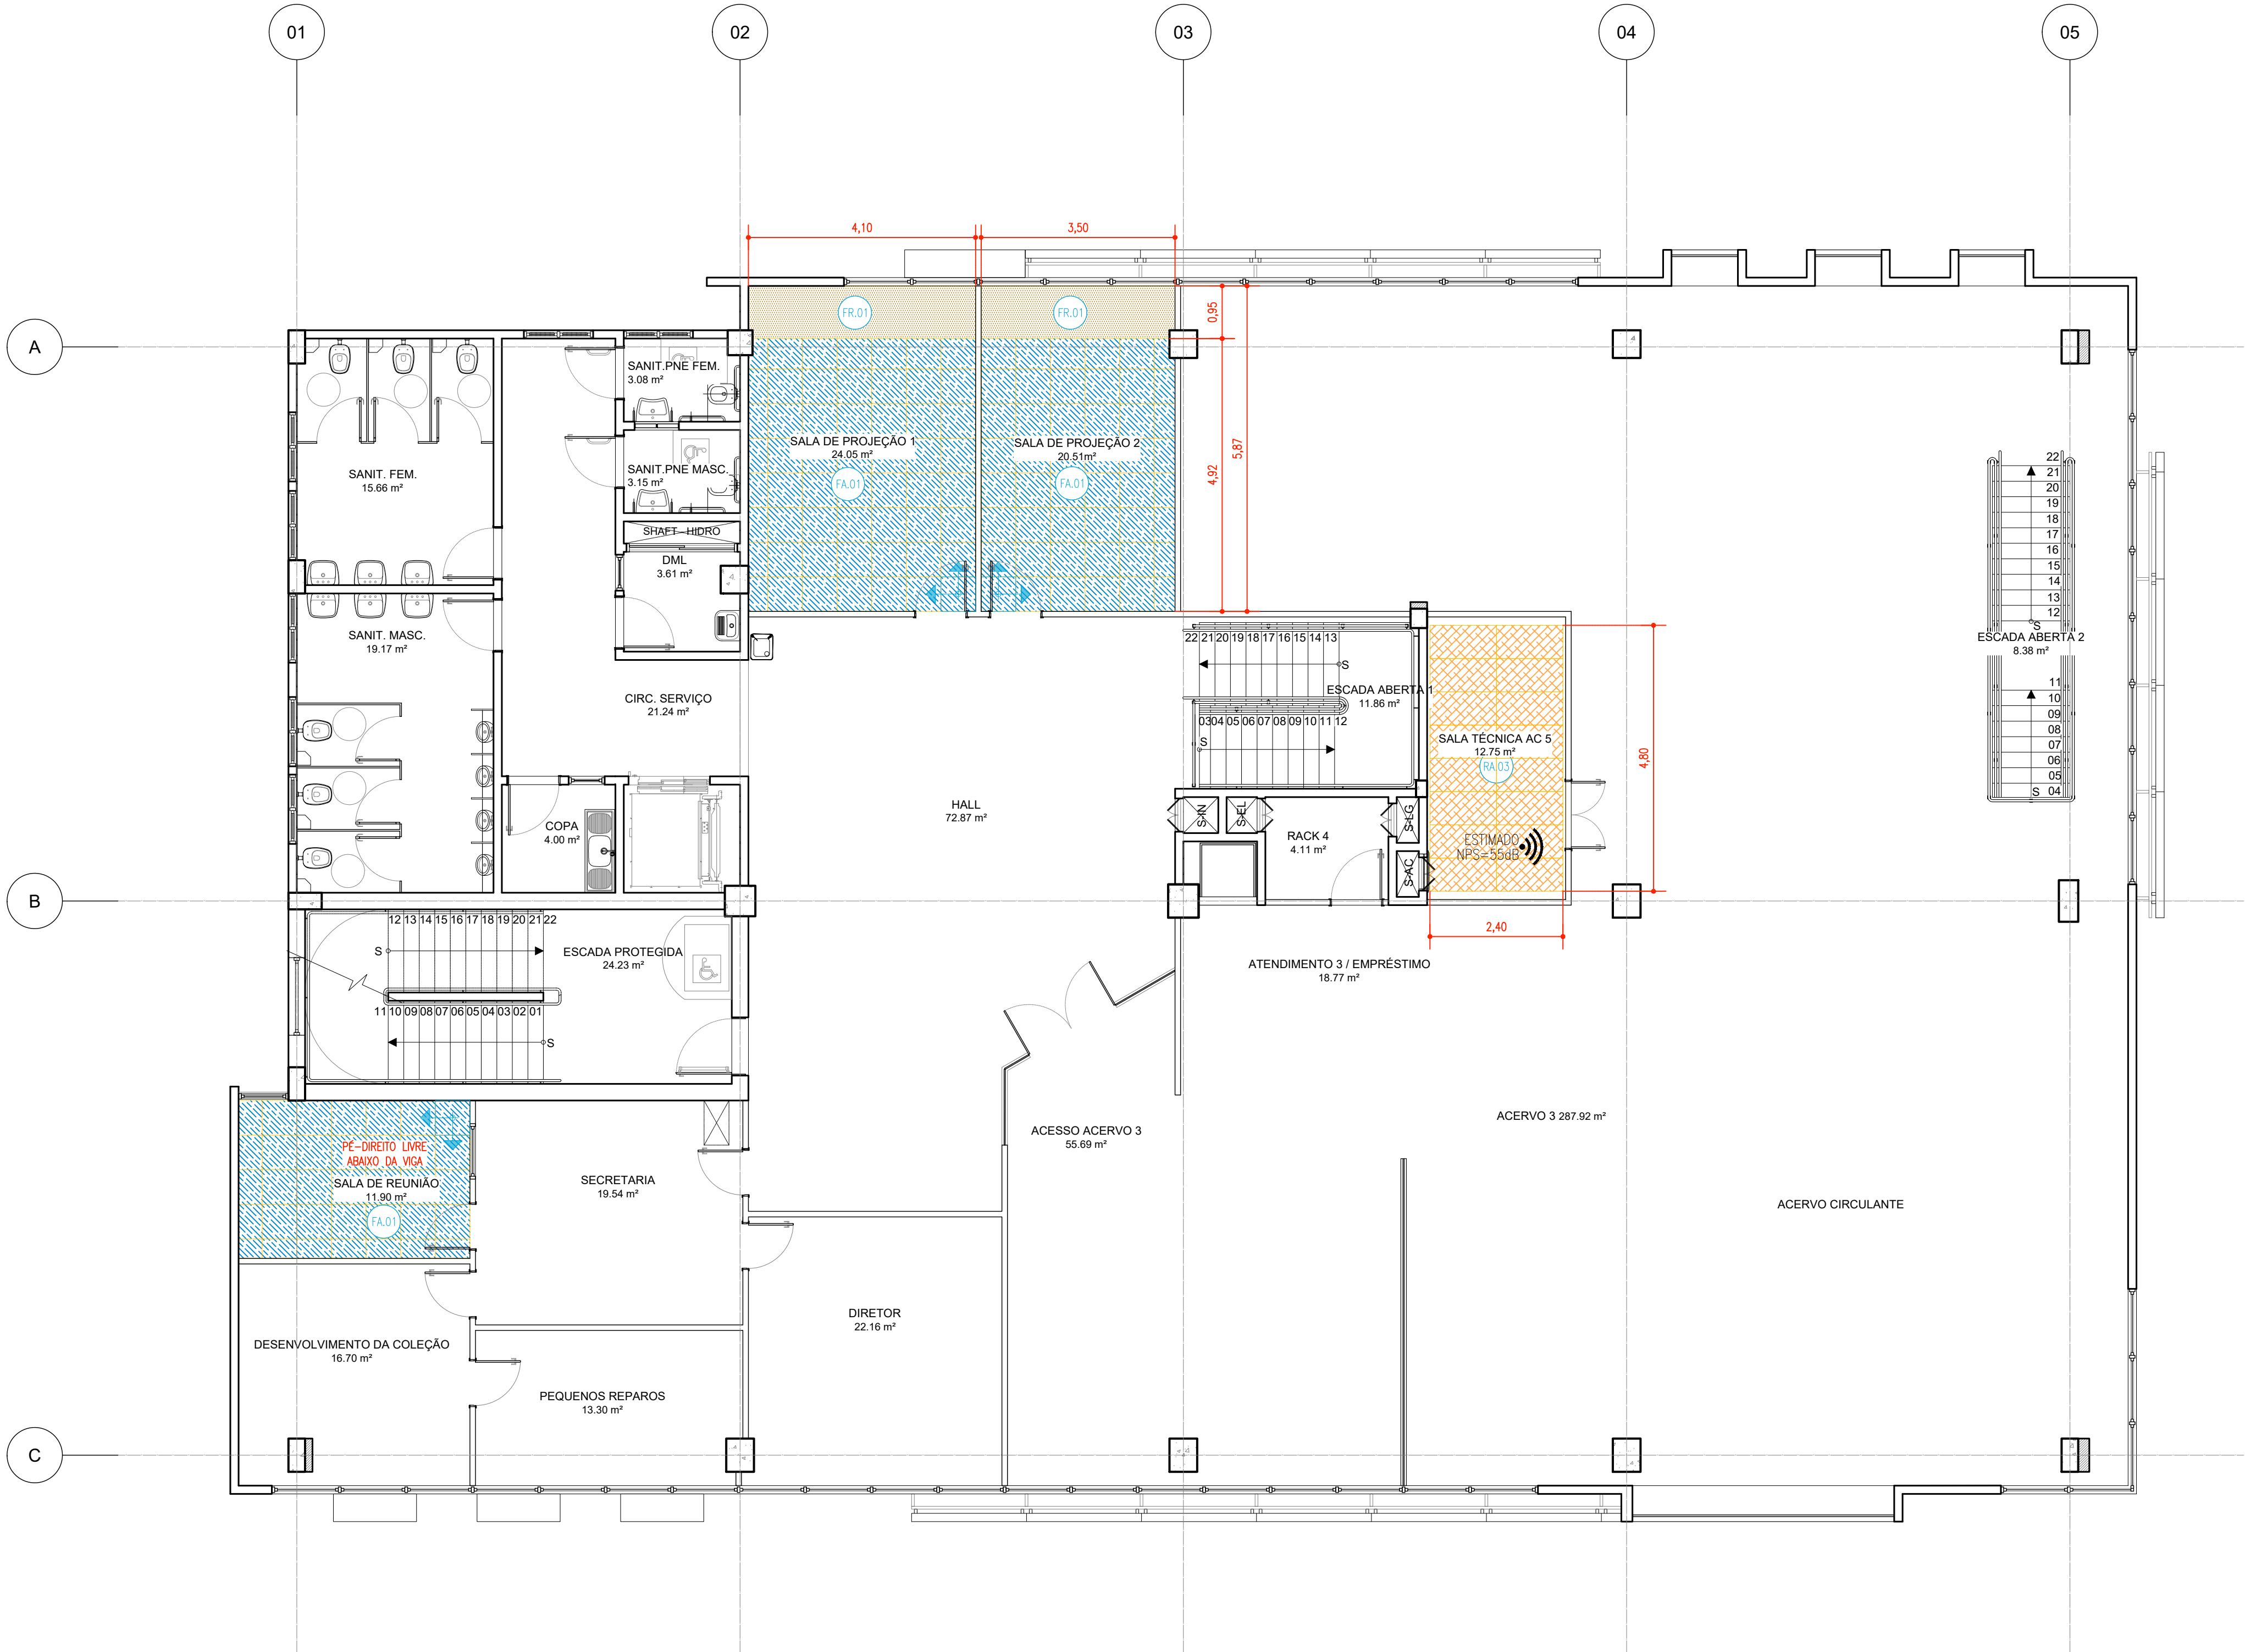 01
02
03
04
05
4,10
3,50
FR.01
FR.01
0,95
A
SANIT.PNE FEM.
3.08 m²
SALA DE PROJEÇÃO 1
24.05 m²
SALA DE PROJEÇÃO 2
20.51m²
5,87
4,92
FA.01
FA.01
SANIT. FEM.
15.66 m²
SANIT.PNE MASC.
3.15 m²
SHAFT - HIDRO
DML
3.61 m²
22
21
20
19
18
17
16
15
14
13
12
S
ESCADA ABERTA 2
8.38 m²
11
10
09
08
07
06
05
S 04
SANIT. MASC.
19.17 m²
CIRC. SERVIÇO
21.24 m²
22 21 20 19 18 17 16 15 14 13
S
ESCADA ABERTA 1
11.86 m²
03 04 05 06 07 08 09 10 11 12
S
SALA TÉCNICA AC 5
12.75 m²
RA.03
4,80
HALL
72.87 m²
COPA
4.00 m²
S-IN
S-EL
RACK 4
4.11 m²
S-LG
S-AC
ESTIMADO
NPS=55dB
B
2,40
12 13 14 15 16 17 18 19 20 21 22
S
ESCADA PROTEGIDA
24.23 m²
11 10 09 08 07 06 05 04 03 02 01
S
ATENDIMENTO 3 / EMPRÉSTIMO
18.77 m²
ACESSO ACERVO 3
55.69 m²
ACERVO 3 287.92 m²
PÉ-DIREITO LIVRE
ABAIXO DA VIGA
SALA DE REUNIÃO
11.90 m²
FA.01
SECRETARIA
19.54 m²
ACERVO CIRCULANTE
DIRETOR
22.16 m²
DESENVOLVIMENTO DA COLEÇÃO
16.70 m²
PEQUENOS REPAROS
13.30 m²
C